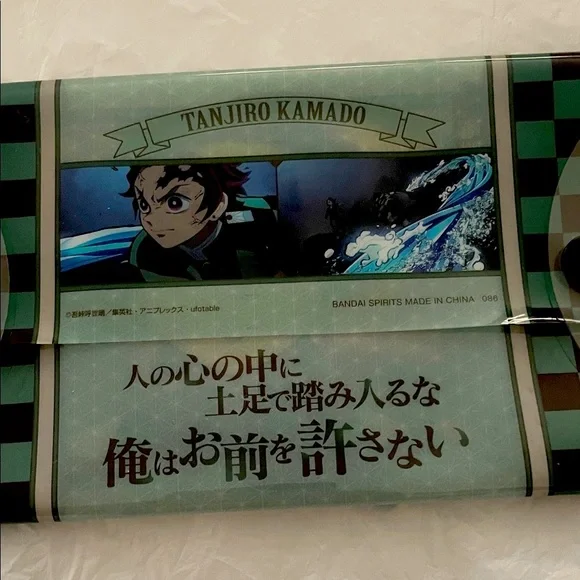 TANJIRO KAMADO
©吾峠呼世晴／集英社・アニプレックス・ufotable
BANDAI SPIRITS MADE IN CHINA 086
人の心の中に
土足で踏み入るな
俺はお前を許さない